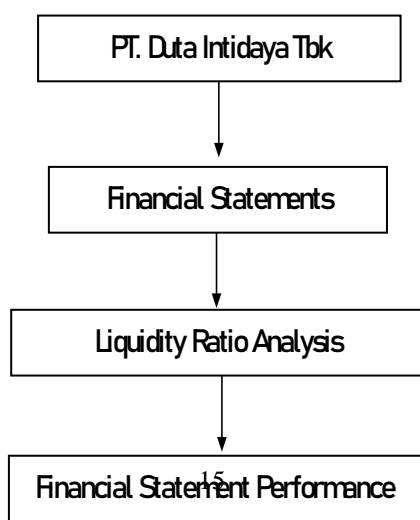 PT. Duta Intidaya Tbk
Financial Statements
Liquidity Ratio Analysis
15
Financial Statement Performance